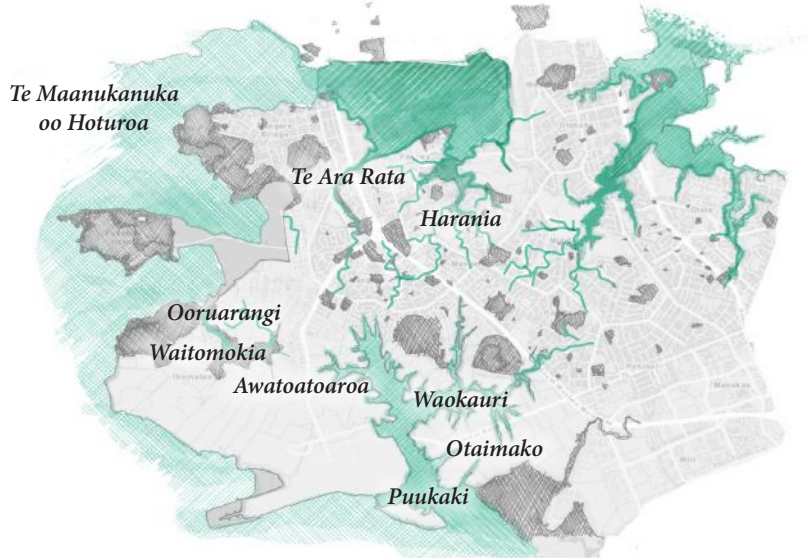 Te Maanukanuka
oo Hoturoa
Te Ara Rata
Harania
Ooruarangi
Waitomokia
Awatoatoaroa
Waokauri
Otaimako
Puukaki